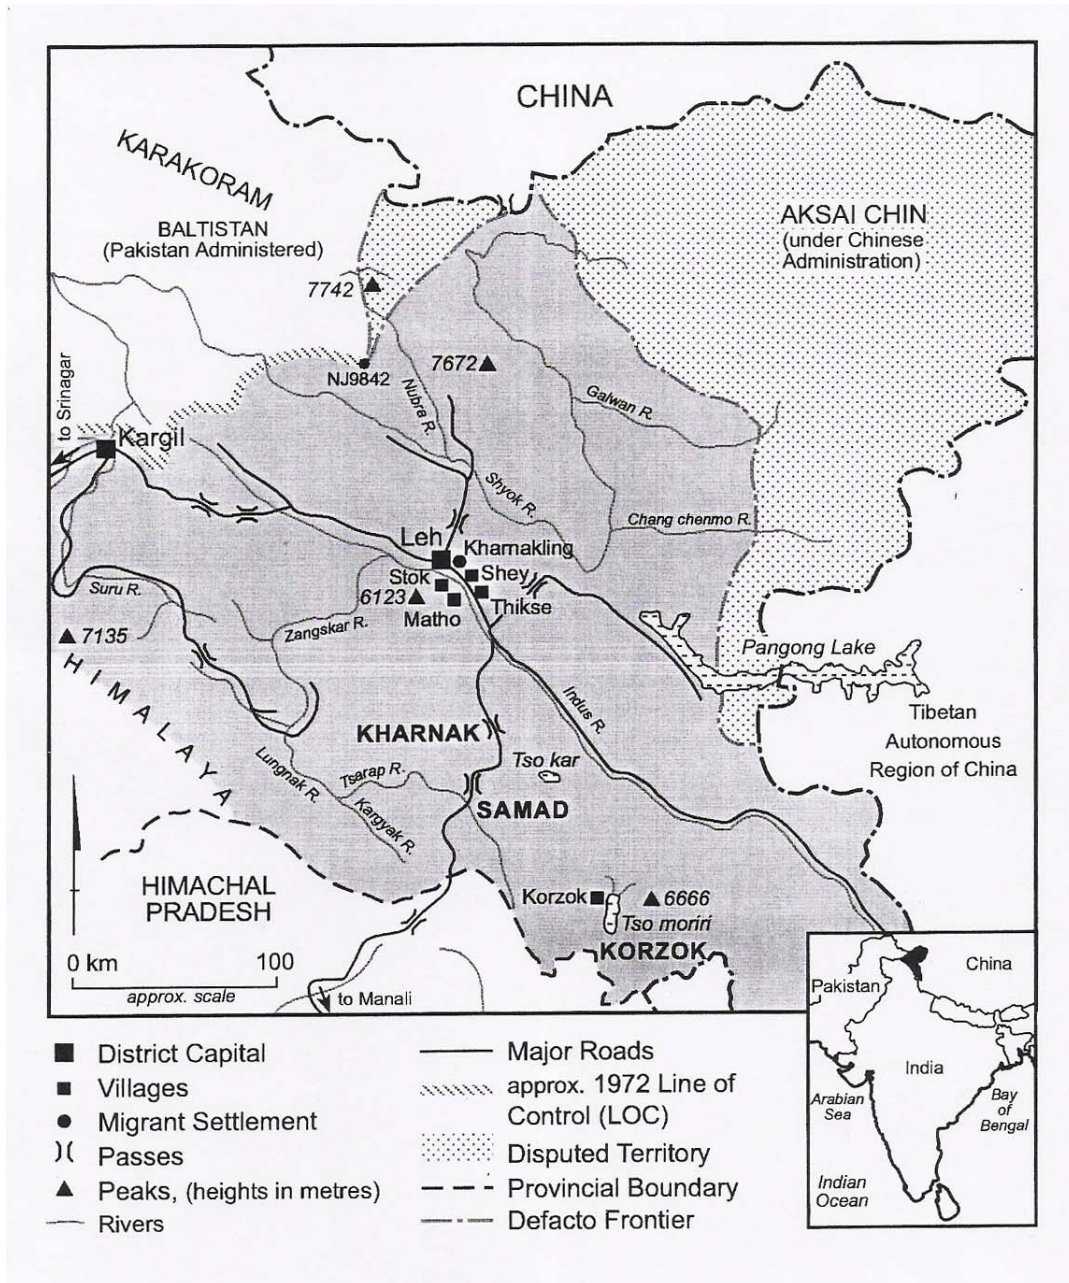 CHINA
KARAKORAM
BALTISTAN
(Pakistan Administered)
AKSAI CHIN
(under Chinese
Administration)
7742
7672
NJ9842
to Srinagar
Nubra R.
Galwan R.
Kargil
Shyok R.
Chang chenmo R.
Leh
Kharnakling
Stok
Shey
6123
Thikse
Matho
Suru R.
Zangskar R.
7135
HIMALAYA
Pangong Lake
Indus R.
Tibetan
Autonomous
Region of China
KHARNAK
Tso kar
Lungnak R.
Tsarap R.
SAMAD
Kargyak R.
HIMACHAL
PRADESH
Korzok
6666
Tso moriri
KORZOK
0 km 100
approx. scale
to Manali
China
Pakistan
India
Arabian
Sea
Bay
of
Bengal
Indian
Ocean
District Capital
Villages
Migrant Settlement
Passes
Peaks, (heights in metres)
Rivers
Major Roads
approx. 1972 Line of
Control (LOC)
Disputed Territory
Provincial Boundary
Defacto Frontier